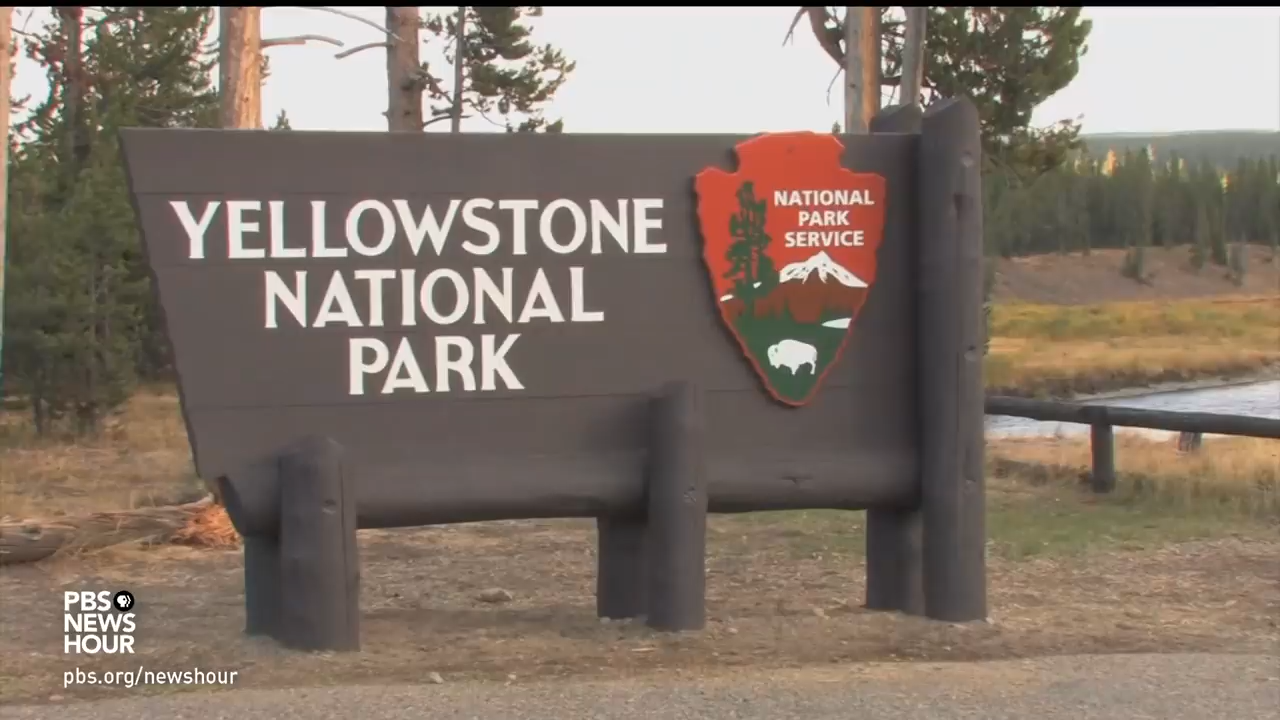 YELLOWSTONE
NATIONAL
PARK
NATIONAL
PARK
SERVICE
PBS
NEWS
HOUR
pbs.org/newshour